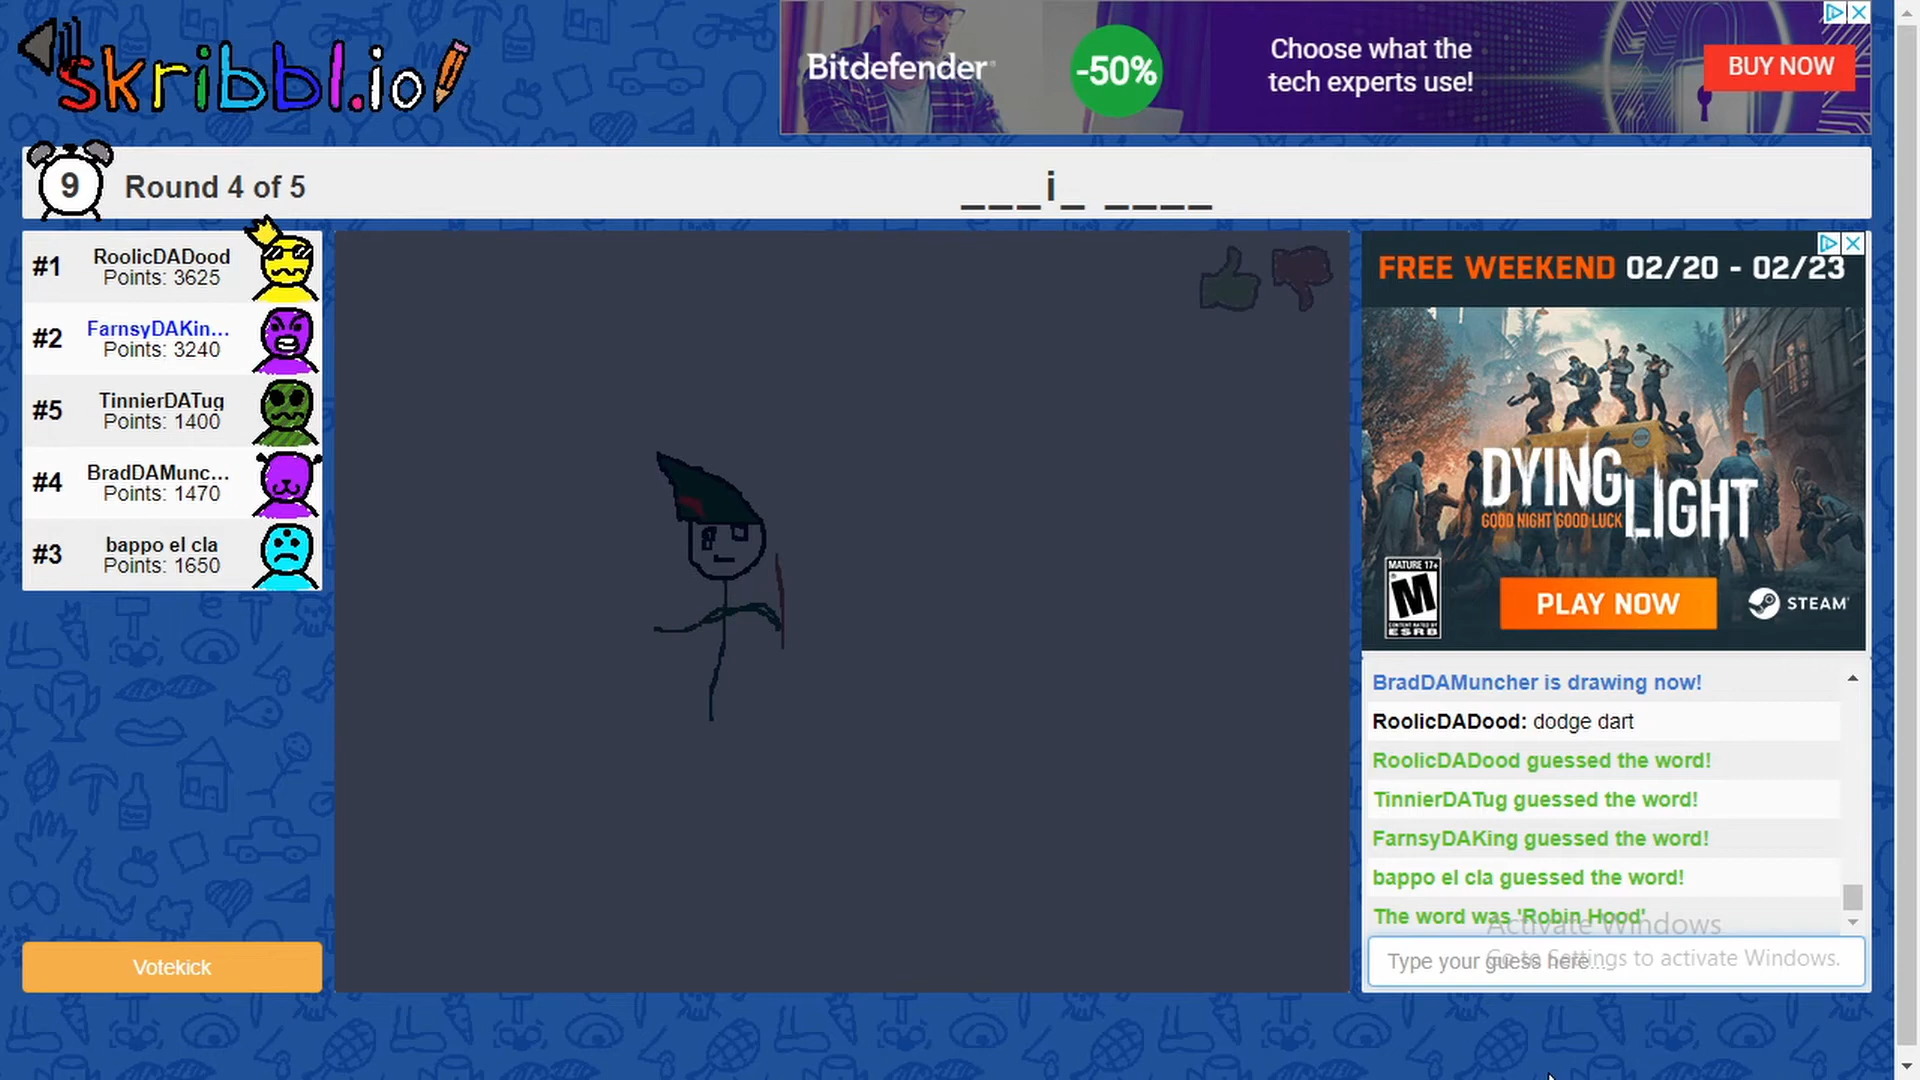 skribbl.io
Bitdefender
-50%
Choose what the
tech experts use!
BUY NOW
9
Round 4 of 5
___i_ ____
#1
RoolicDADood
Points: 3625
#2
FarnsyDAKin...
Points: 3240
#5
TinnierDATug
Points: 1400
#4
BradDAMunc...
Points: 1470
#3
bappo el cla
Points: 1650
Votekick
FREE WEEKEND 02/20 - 02/23
DYING
LIGHT
GOOD NIGHT GOOD LUCK
MATURE 17+
M
ESRB
PLAY NOW
STEAM
BradDAMuncher is drawing now!
RoolicDADood: dodge dart
RoolicDADood guessed the word!
TinnierDATug guessed the word!
FarnsyDAKing guessed the word!
bappo el cla guessed the word!
The word was 'Robin Hood'
Activate Windows
Go to Settings to activate Windows.
Type your guess here...